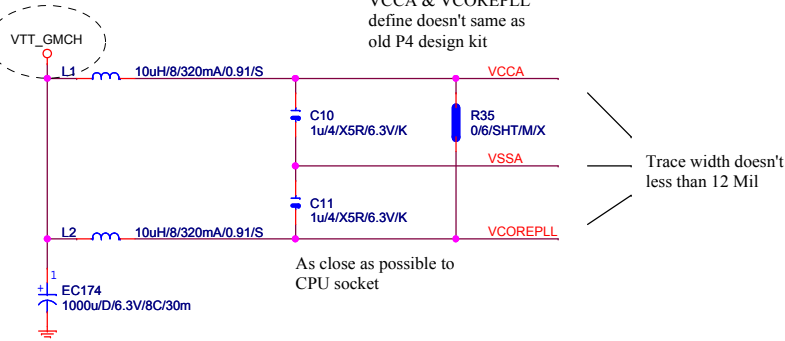 VCCA & VCOREPLL
define doesn't same as
old P4 design kit
VTT_GMCH
L1
10uH/8/320mA/0.91/S
VCCA
C10
1u/4/X5R/6.3V/K
R35
0/6/SHT/M/X
VSSA
Trace width doesn't
less than 12 Mil
C11
1u/4/X5R/6.3V/K
L2
10uH/8/320mA/0.91/S
VCOREPLL
As close as possible to
CPU socket
1
+
EC174
1000u/D/6.3V/8C/30m